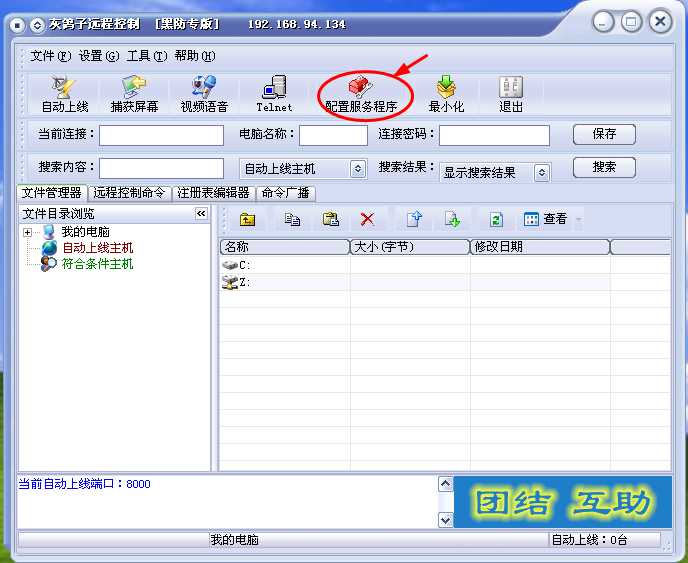 灰鸽子远程控制 [黑防专版] 192.168.94.134
文件(F) 设置(G) 工具(T) 帮助(H)
自动上线 捕获屏幕 视频语音 Telnet 配置服务程序 最小化 退出
当前连接: 电脑名称: 连接密码: 保存
搜索内容: 自动上线主机 搜索结果: 显示搜索结果 搜索
文件管理器 远程控制命令 注册表编辑器 命令广播
文件目录浏览 « 查看
我的电脑
自动上线主机
符合条件主机
名称 大小(字节) 修改日期
C:
Z:
当前自动上线端口:8000
团结 互助
我的电脑 自动上线:0台